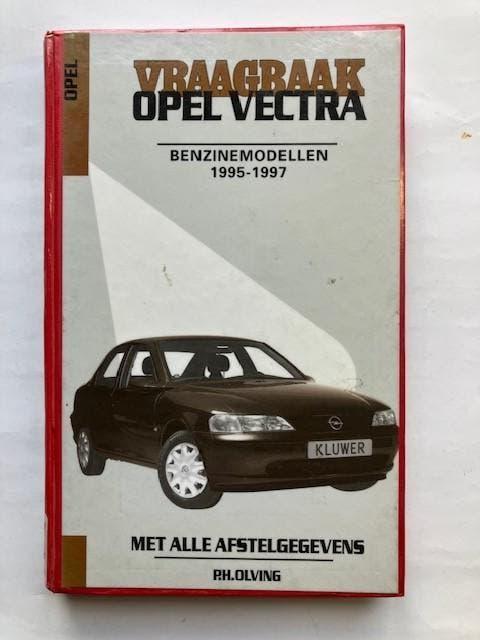 OPEL
VRAAGBAAK
OPEL VECTRA
BENZINEMODELLEN
1995-1997
KLUWER
MET ALLE AFSTELGEGEVENS
P.H.OLVING